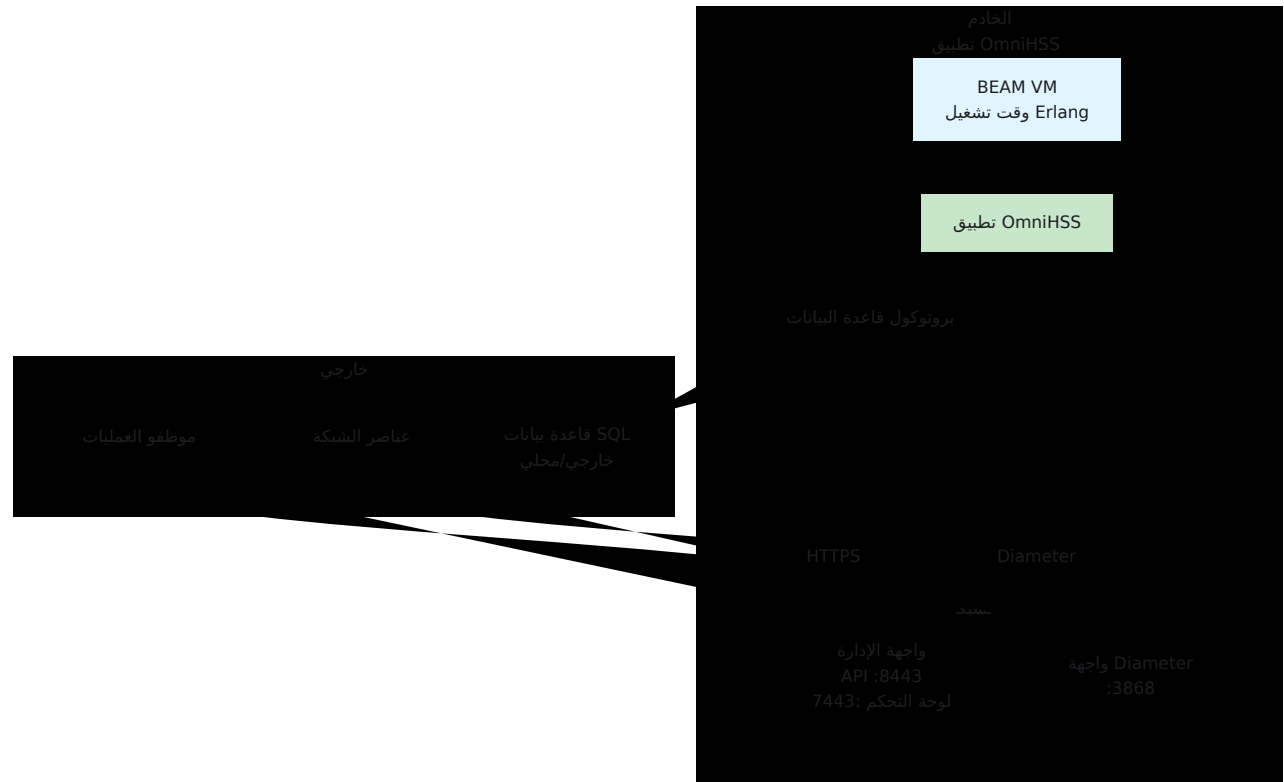 الخادم
تطبيق OmniHSS
BEAM VM
وقت تشغيل Erlang
تطبيق OmniHSS
بروتوكول قاعدة البيانات
خارجي
موظفو العمليات
عناصر الشبكة
قاعدة بيانات SQL
خارجي/محلي
HTTPS
Diameter
واجهة الإدارة
API :8443
لوحة التحكم :7443
واجهة Diameter
:3868